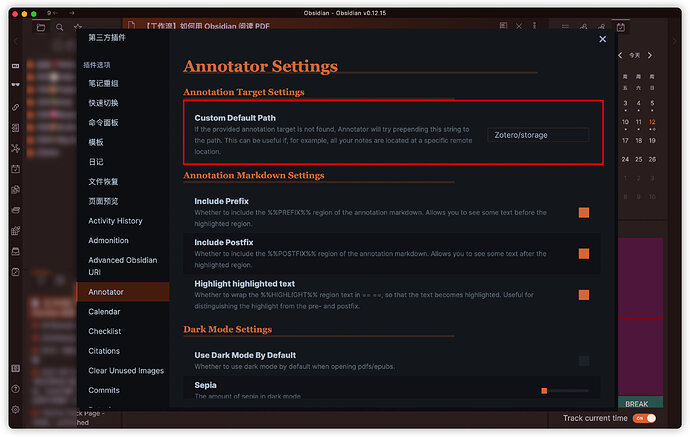 Obsidian - Obsidian v0.12.15
【工作流】如何用 Obsidian 阅读 PDF
第三方插件
插件选项
笔记重组
快速切换
命令面板
模板
日记
文件恢复
页面预览
Activity History
Admonition
Advanced Obsidian
URI
Annotator
Calendar
Checklist
Citations
Clear Unused Images
Commits
Annotator Settings
Annotation Target Settings
Custom Default Path
If the provided annotation target is not found, Annotator will try prepending this string to
the path. This can be useful if, for example, all your notes are located at a specific remote
location.
Zotero/storage
Annotation Markdown Settings
Include Prefix
Whether to include the %%PREFIX%% region of the annotation markdown. Allows you to see some text before the
highlighted region.
Include Postfix
Whether to include the %%POSTFIX%% region of the annotation markdown. Allows you to see some text after the
highlighted region.
Highlight highlighted text
Whether to wrap the %%HIGHLIGHT%% region text in == ==, so that the text becomes highlighted. Useful for
distinguishing the highlight from the pre- and postfix.
Dark Mode Settings
Use Dark Mode By Default
Whether to use dark mode by default when opening pdfs/epubs.
Sepia
The amount of sepia in dark mode
今天
周 周 周
五 六 日
3 4 5
10 11 12
17 18 19
24 25 26
BREAK
Track current time
ON